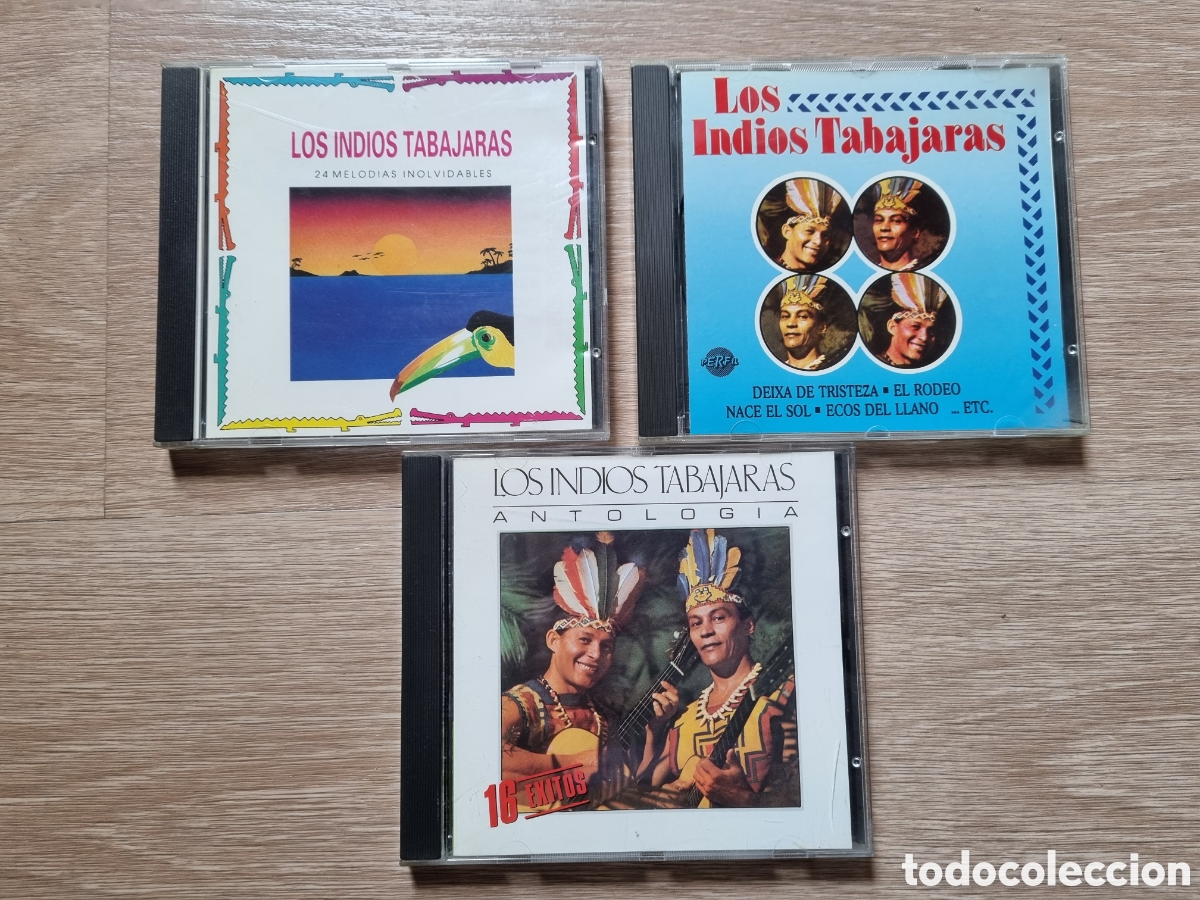 LOS INDIOS TABAJARAS
24 MELODIAS INOLVIDABLES
Los
Indios Tabajaras
PERFIL
DEIXA DE TRISTEZA ▪ EL RODEO
NACE EL SOL ▪ ECOS DEL LLANO ... ETC.
LOS INDIOS TABAJARAS
ANTOLOGIA
16 EXITOS
todocoleccion